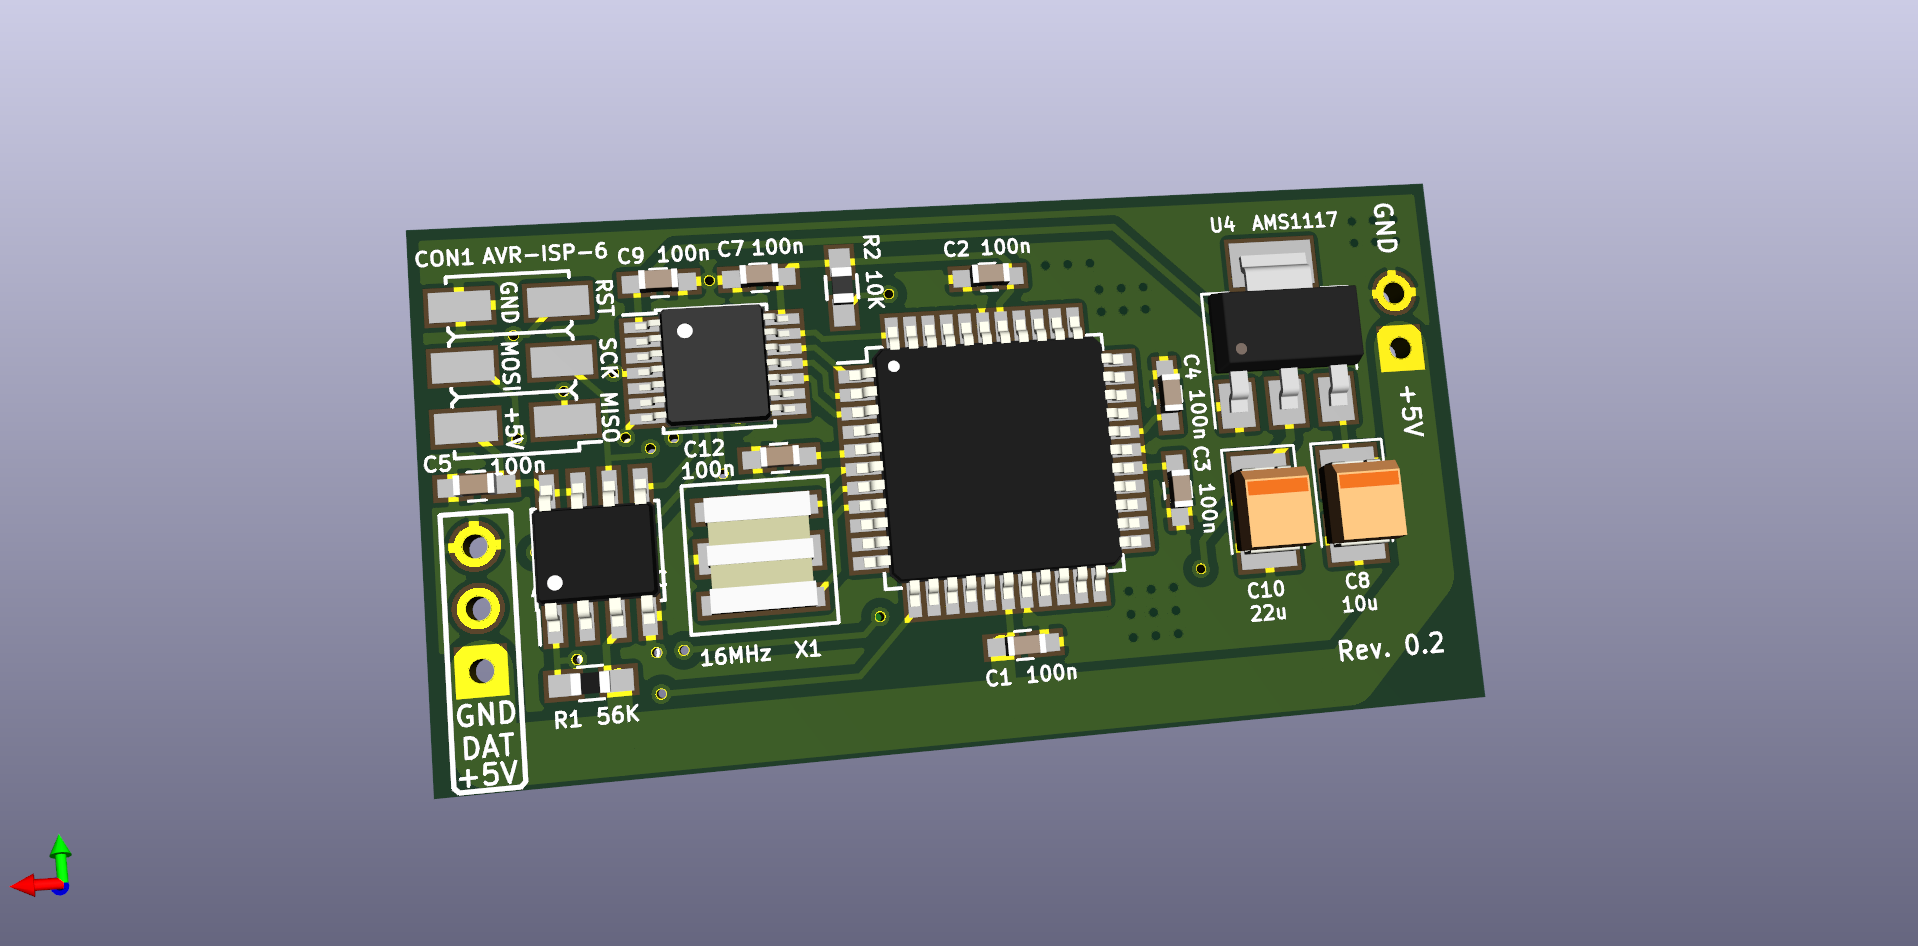 CON1 AVR-ISP-6
C9 100n
C7 100n
R2 10K
C2 100n
U4 AMS1117
GND
GND
RST
MOSI
SCK
+5V
MISO
C5 100n
C12
100n
C4 100n
C3 100n
+5V
16MHz X1
C1 100n
C10
22u
C8
10u
Rev. 0.2
R1 56K
GND
DAT
+5V